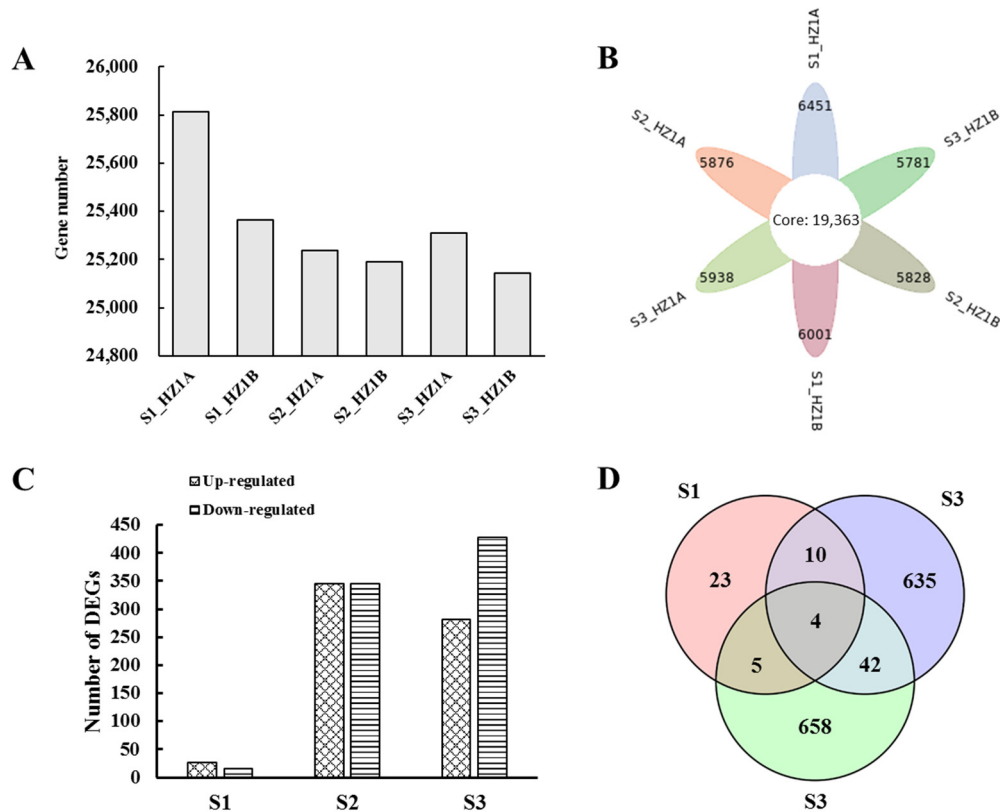 A
26,000
25,800
25,600
25,400
25,200
25,000
24,800
Gene number
S1_HZ1A
S1_HZ1B
S2_HZ1A
S2_HZ1B
S3_HZ1A
S3_HZ1B
B
S1_HZ1A
6451
S2_HZ1A
5876
S3_HZ1B
5781
Core: 19,363
S3_HZ1A
5938
S2_HZ1B
5828
6001
S1_HZ1B
C
Up-regulated
Down-regulated
450
400
350
300
250
200
150
100
50
0
Number of DEGs
S1
S2
S3
D
S1
S3
23
10
635
4
5
42
658
S3